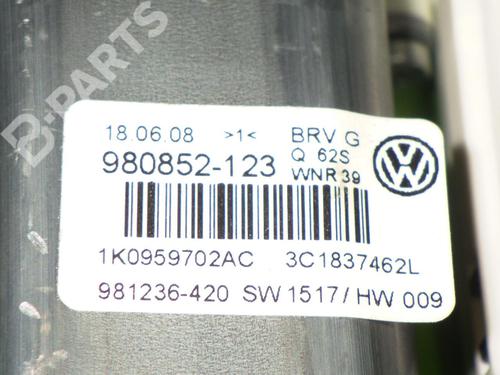 B-PARTS
18.06.08 >1< BRV G
980852-123 Q 62S
WNR 39
1K0959702AC 3C1837462L
981236-420 SW 1517/ HW 009